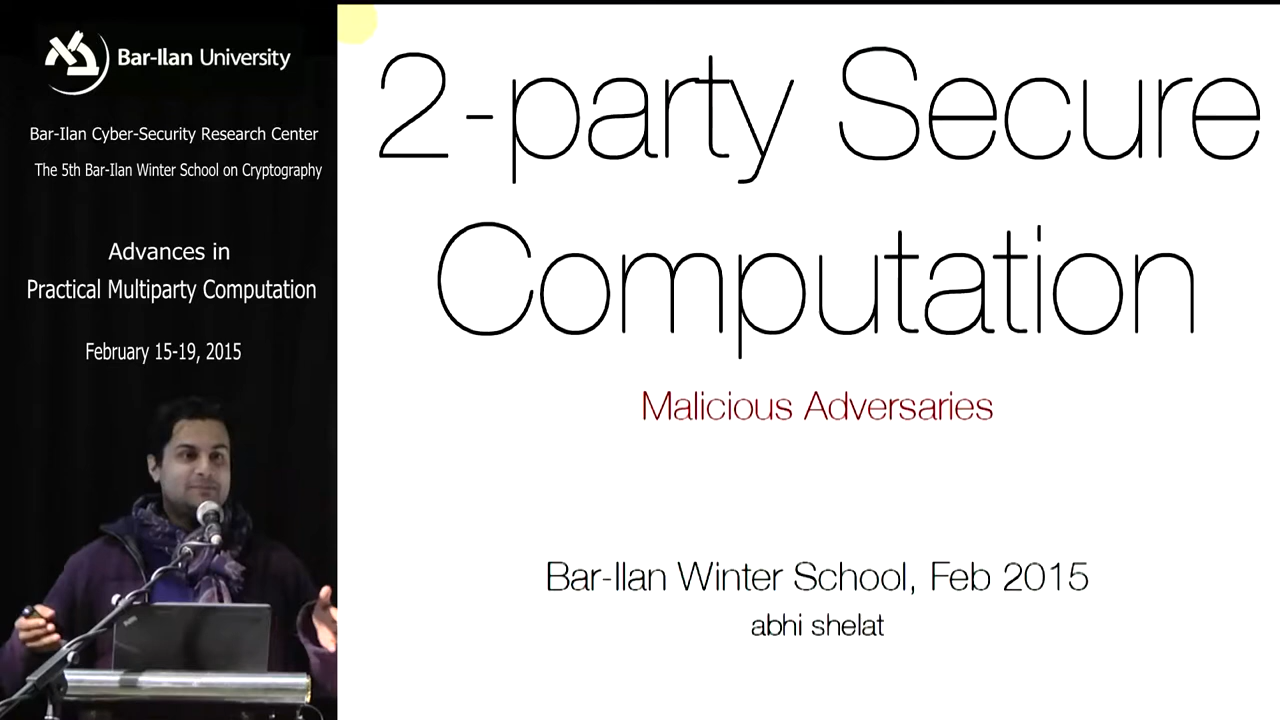 Bar-Ilan University
Bar-Ilan Cyber-Security Research Center
The 5th Bar-Ilan Winter School on Cryptography
Advances in
Practical Multiparty Computation
February 15-19, 2015
2-party Secure
Computation
Malicious Adversaries
Bar-Ilan Winter School, Feb 2015
abhi shelat